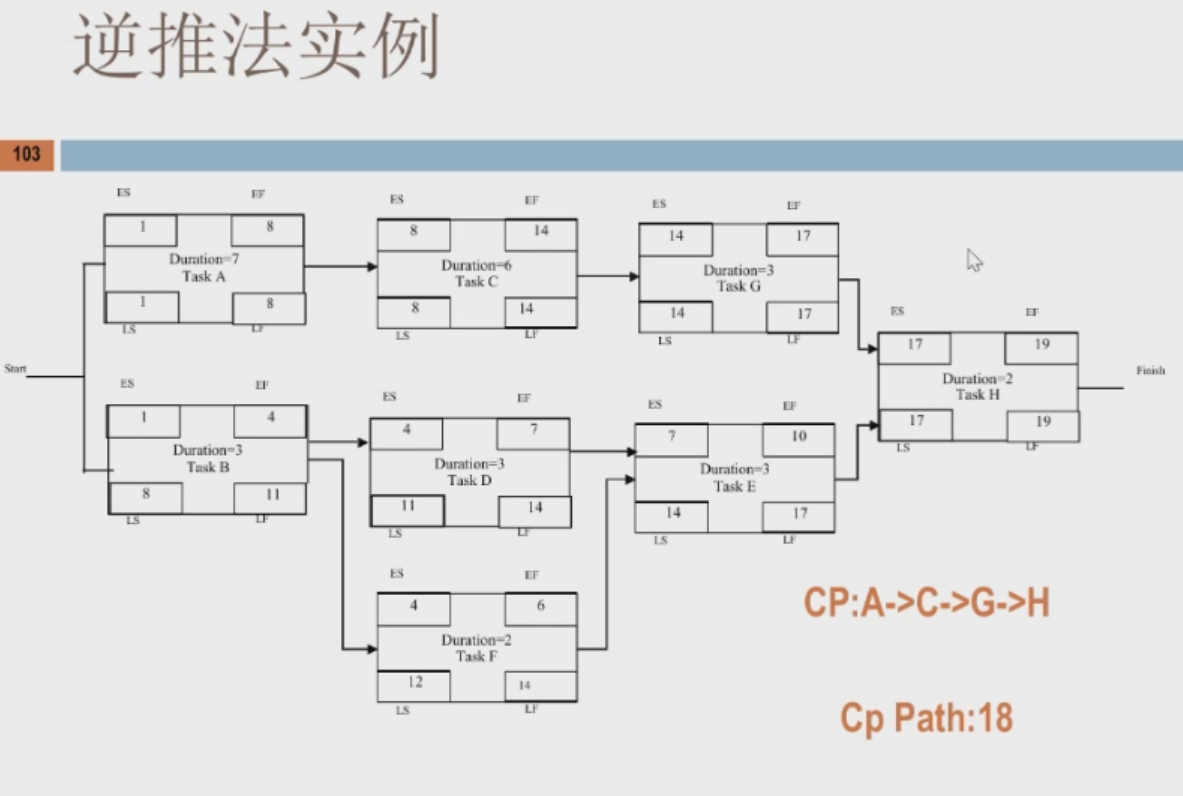 逆推法实例
103
ES EF
1 8
Duration=7
Task A
1 8
LS LF
ES EF
8 14
Duration=6
Task C
8 14
LS LF
ES EF
14 17
Duration=3
Task G
14 17
LS LF
ES EF
17 19
Duration=2
Task H
17 19
LS LF
Start
Finish
ES EF
1 4
Duration=3
Task B
8 11
LS LF
ES EF
4 7
Duration=3
Task D
11 14
LS LF
ES EF
7 10
Duration=3
Task E
14 17
LS LF
ES EF
4 6
Duration=2
Task F
12 14
LS LF
CP:A->C->G->H
Cp Path:18